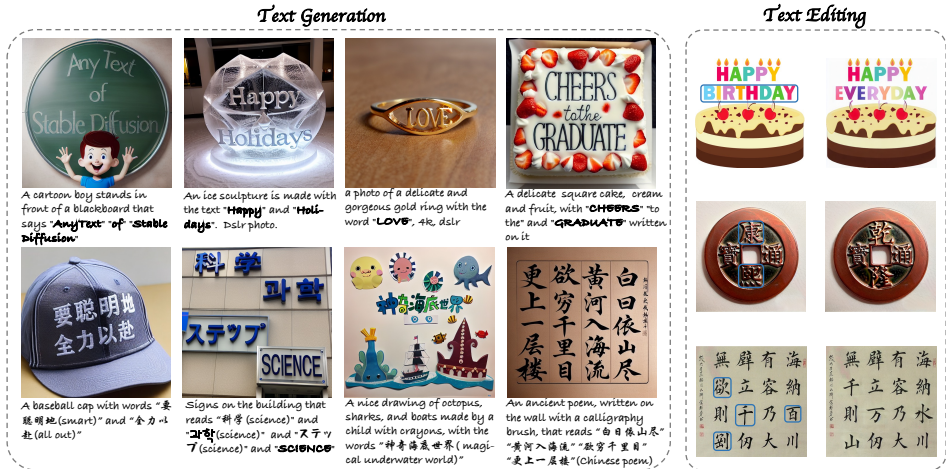 Text Generation
Any Text
of
Stable Diffusion
A cartoon boy stands in
front of a blackboard that
says "AnyText" "of "Stable
Diffusion"
Happy
Holidays
An ice sculpture is made with
the text "Happy" and "Holi-
days". Dslr photo.
LOVE
a photo of a delicate and
gorgeous gold ring with the
word "LOVE", 4k, dslr
CHEERS
to the
GRADUATE
A delicate square cake, cream
and fruit, with "CHEERS" "to
the" and "GRADUATE" written
on it
要聪明地
全力以赴
A baseball cap with words "要
聪明地(smart)" and "全力以
赴(all out)"
科学
과학
ステップ
SCIENCE
Signs on the building that
reads "科学(science)" and
"과학(science)" and "ステッ
プ(science)" and "SCIENCE"
神奇海底世界
A nice drawing of octopus,
sharks, and boats made by a
child with crayons, with the
words "神奇海底世界(magi-
cal underwater world)"
白日依山尽
黄河入海流
欲穷千里目
更上一层楼
An ancient poem, written on
the wall with a calligraphy
brush, that reads "白日依山尽"
"黄河入海流" "欲穷千里目"
"更上一层楼"(Chinese poem)
Text Editing
HAPPY
BIRTHDAY
HAPPY
EVERYDAY
康熙通寶
乾隆通寶
海納百川
有容乃大
壁立千仞
無欲則剛
海納水川
有容乃大
壁立万仞
無千則山